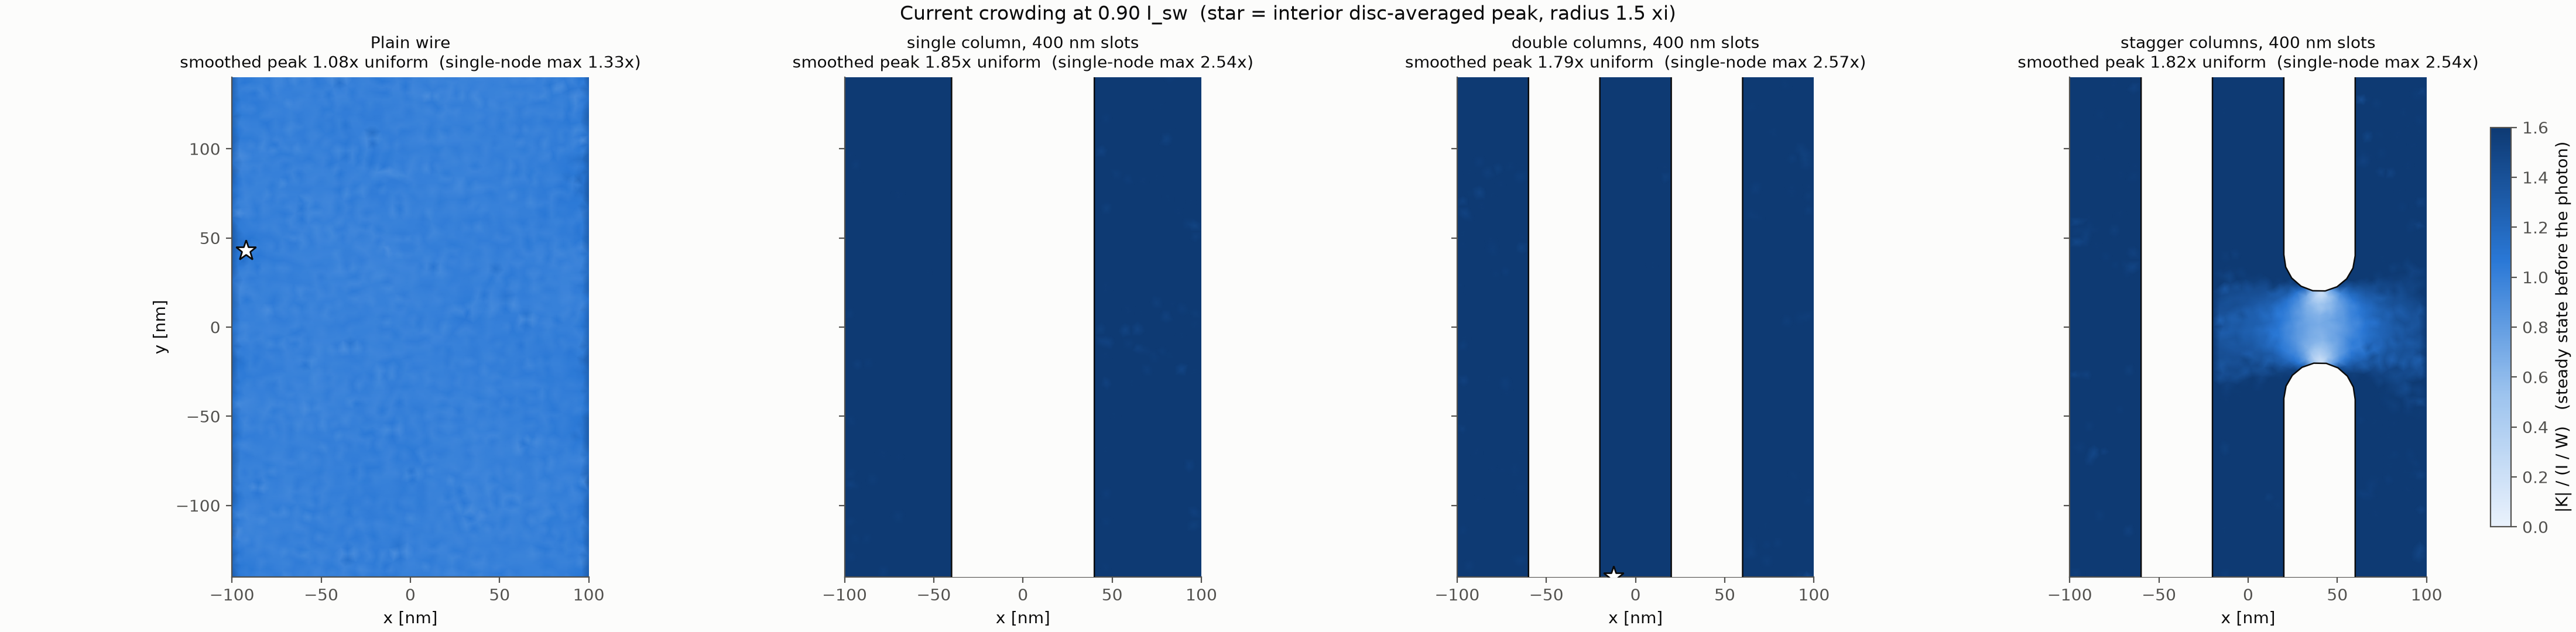 Current crowding at 0.90 I_sw  (star = interior disc-averaged peak, radius 1.5 xi)
Plain wire
smoothed peak 1.08x uniform  (single-node max 1.33x)
100
50
0
−50
−100
y [nm]
−100
−50
0
50
100
x [nm]
single column, 400 nm slots
smoothed peak 1.85x uniform  (single-node max 2.54x)
−100
−50
0
50
100
x [nm]
double columns, 400 nm slots
smoothed peak 1.79x uniform  (single-node max 2.57x)
−100
−50
0
50
100
x [nm]
stagger columns, 400 nm slots
smoothed peak 1.82x uniform  (single-node max 2.54x)
−100
−50
0
50
100
x [nm]
1.6
1.4
1.2
1.0
0.8
0.6
0.4
0.2
0.0
|K| / (I / W)   (steady state before the photon)